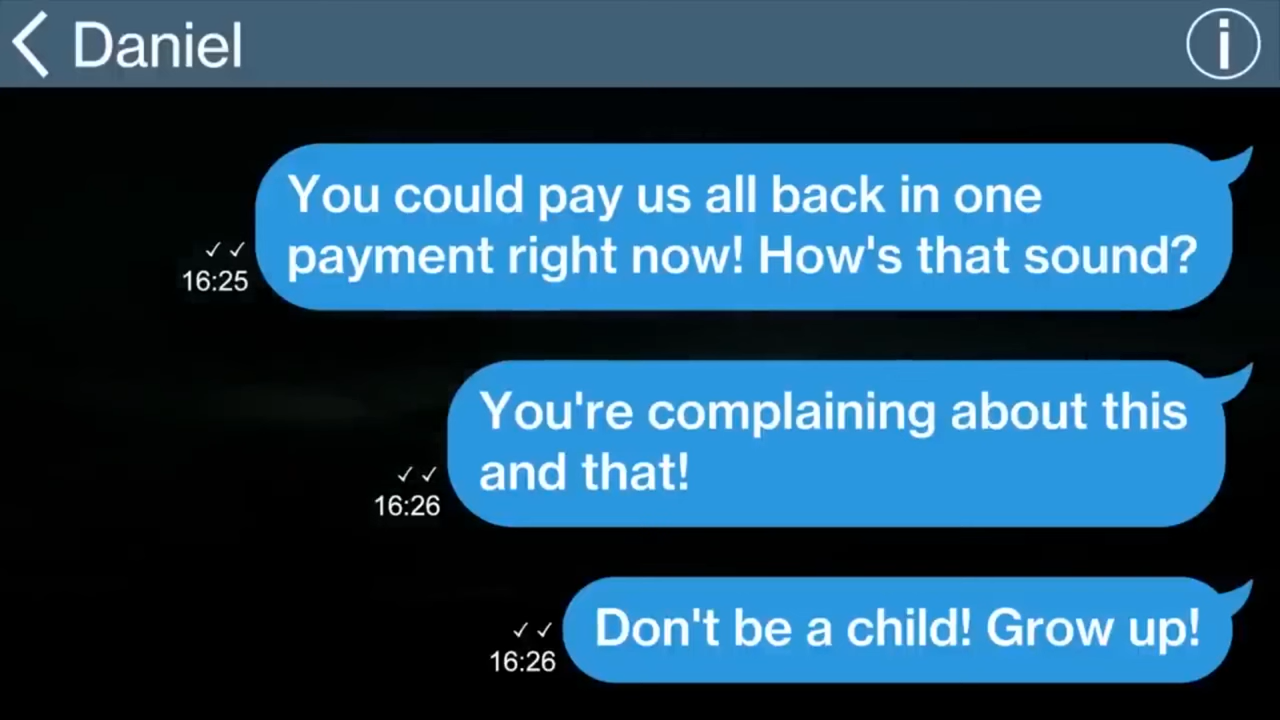 Daniel
You could pay us all back in one
payment right now! How's that sound?
✓✓
16:25
You're complaining about this
and that!
✓✓
16:26
Don't be a child! Grow up!
✓✓
16:26